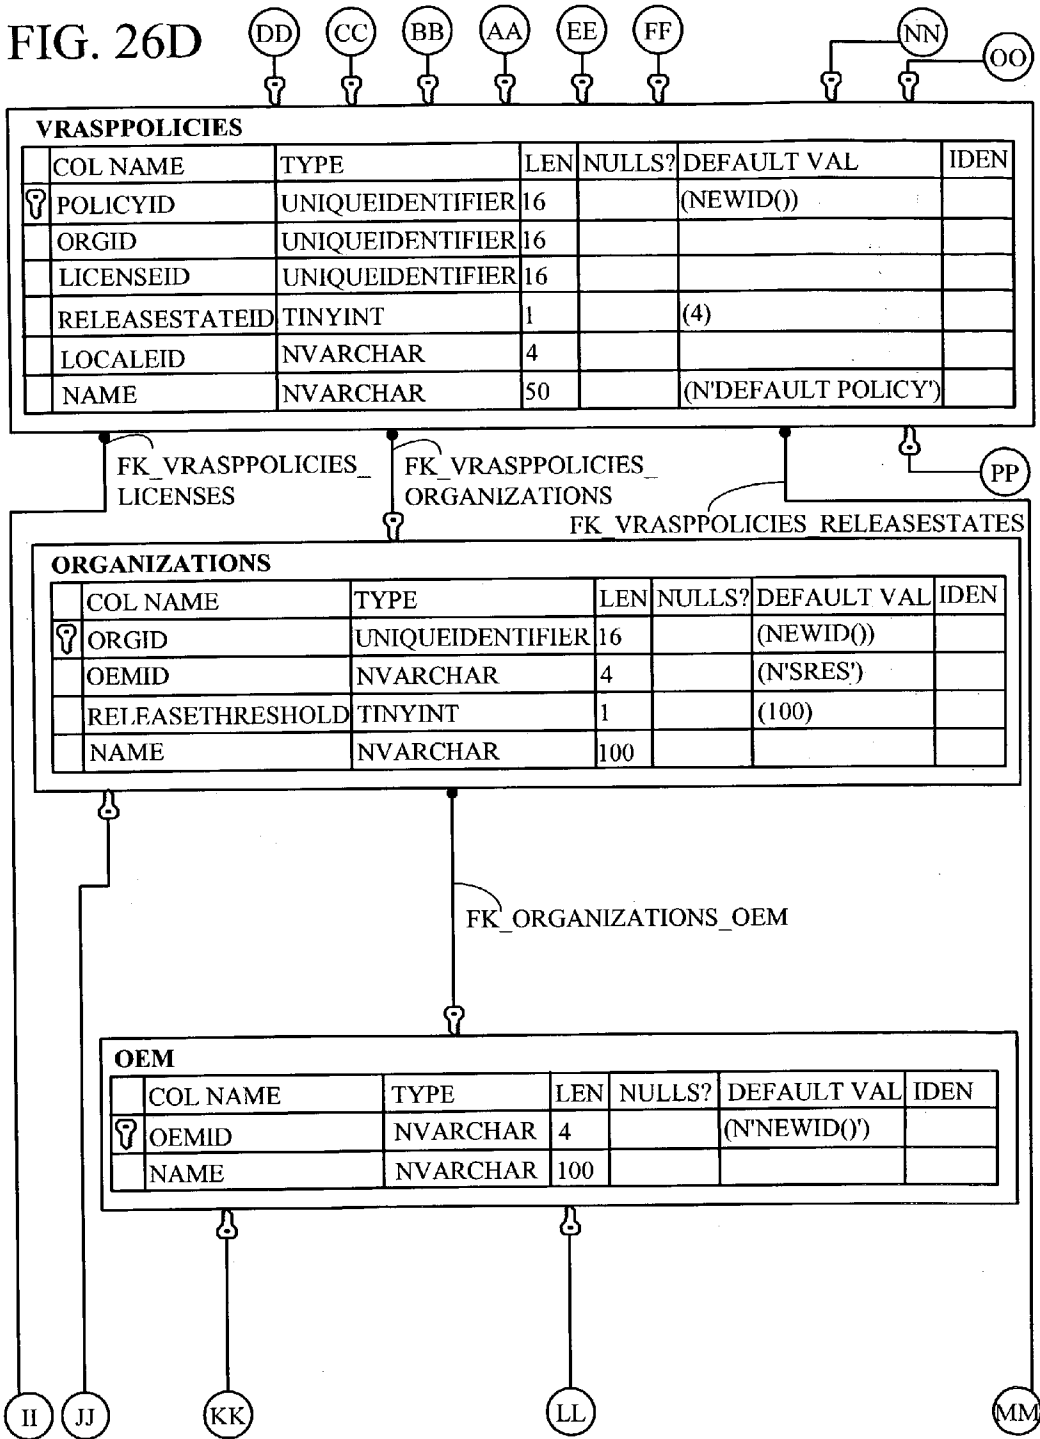 FIG. 26D
DD CC BB AA EE FF NN OO
VRASPPOLICIES
COL NAME TYPE LEN NULLS? DEFAULT VAL IDEN
POLICYID UNIQUEIDENTIFIER 16 (NEWID())
ORGID UNIQUEIDENTIFIER 16
LICENSEID UNIQUEIDENTIFIER 16
RELEASESTATEID TINYINT 1 (4)
LOCALEID NVARCHAR 4
NAME NVARCHAR 50 (N'DEFAULT POLICY')
FK_VRASPPOLICIES_
LICENSES
FK_VRASPPOLICIES_
ORGANIZATIONS
PP
FK_VRASPPOLICIES_RELEASESTATES
ORGANIZATIONS
COL NAME TYPE LEN NULLS? DEFAULT VAL IDEN
ORGID UNIQUEIDENTIFIER 16 (NEWID())
OEMID NVARCHAR 4 (N'SRES')
RELEASETHRESHOLD TINYINT 1 (100)
NAME NVARCHAR 100
FK_ORGANIZATIONS_OEM
OEM
COL NAME TYPE LEN NULLS? DEFAULT VAL IDEN
OEMID NVARCHAR 4 (N'NEWID()')
NAME NVARCHAR 100
II JJ KK LL MM